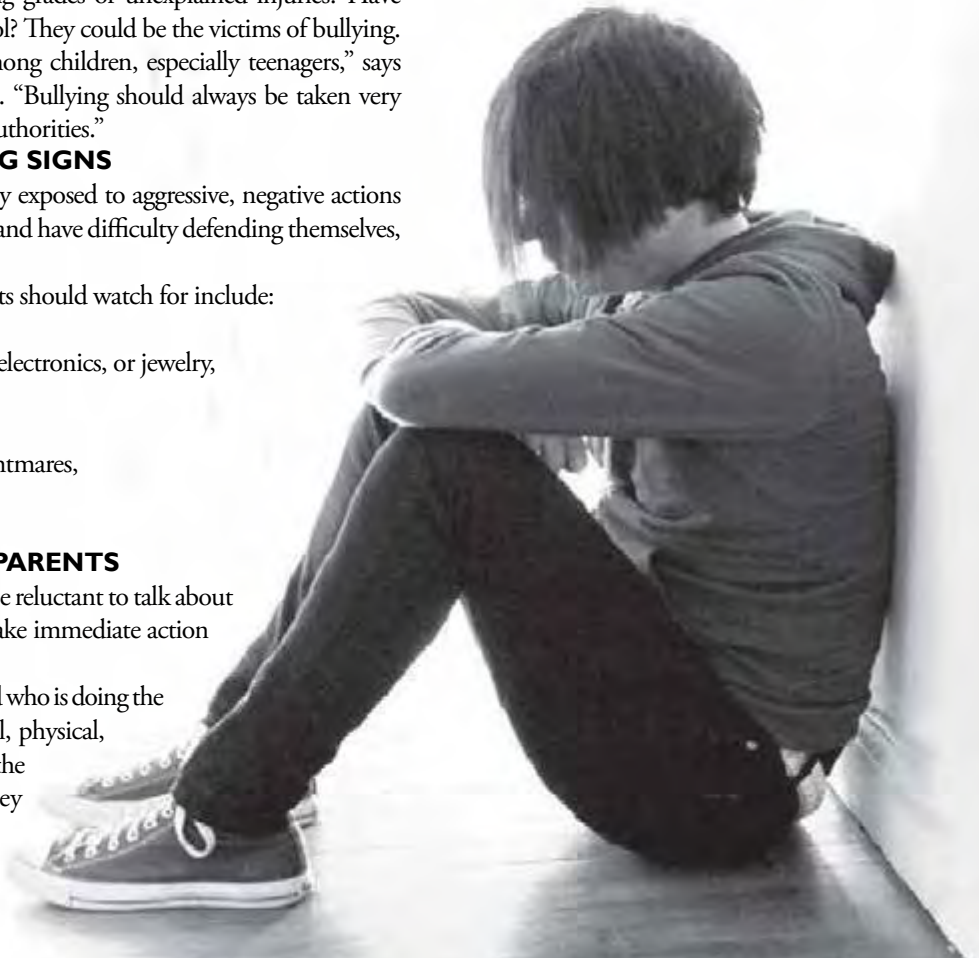 g grades or unexplained injuries? Have
ol? They could be the victims of bullying.
nong children, especially teenagers,” says
. “Bullying should always be taken very
uthorities.”
G SIGNS
y exposed to aggressive, negative actions
and have difficulty defending themselves,
ts should watch for include:
electronics, or jewelry,
ntmares,
PARENTS
e reluctant to talk about
ake immediate action
l who is doing the
l, physical,
the
ey